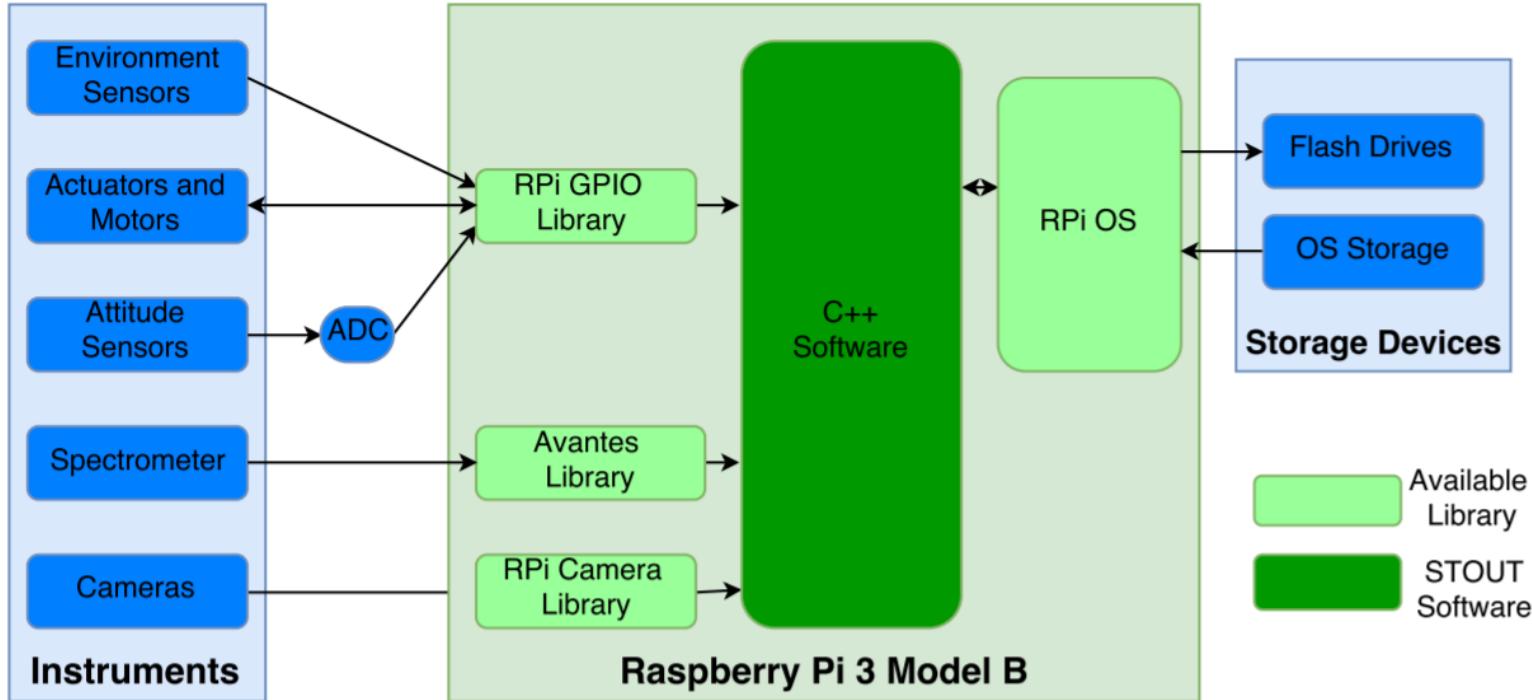 Environment
Sensors
Actuators and
Motors
Attitude
Sensors
ADC
Spectrometer
Cameras
Instruments
RPi GPIO
Library
Avantes
Library
RPi Camera
Library
C++
Software
RPi OS
Raspberry Pi 3 Model B
Flash Drives
OS Storage
Storage Devices
Available
Library
STOUT
Software